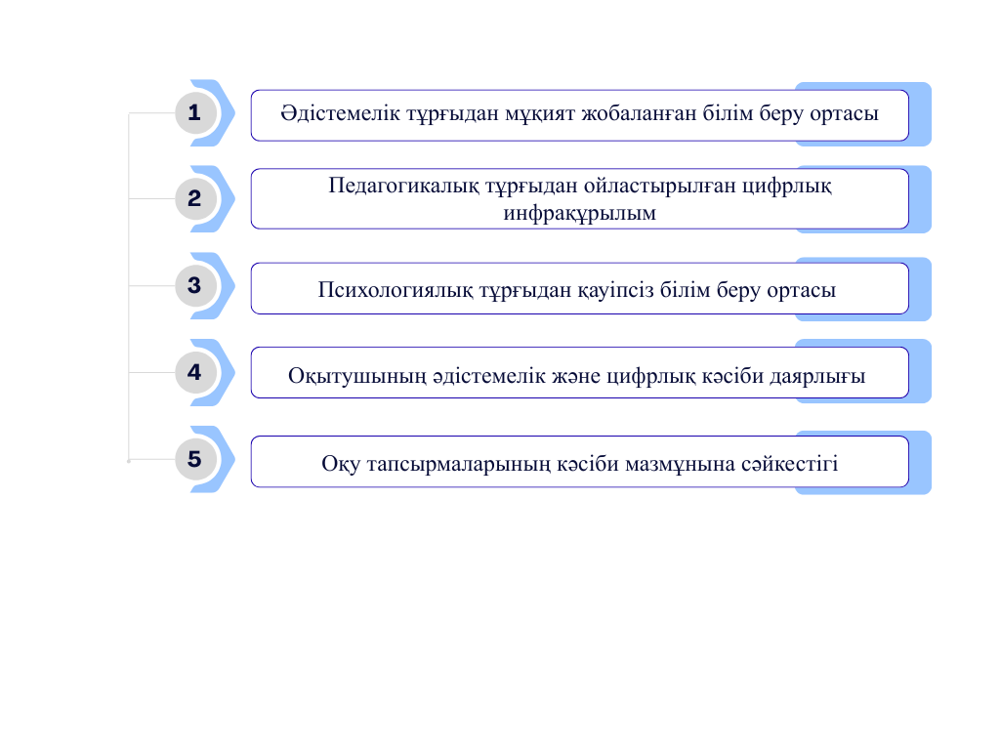 1
Әдістемелік тұрғыдан мұқият жобаланған білім беру ортасы
2
Педагогикалық тұрғыдан ойластырылған цифрлық
инфрақұрылым
3
Психологиялық тұрғыдан қауіпсіз білім беру ортасы
4
Оқытушының әдістемелік және цифрлық кәсіби даярлығы
5
Оқу тапсырмаларының кәсіби мазмұнына сәйкестігі